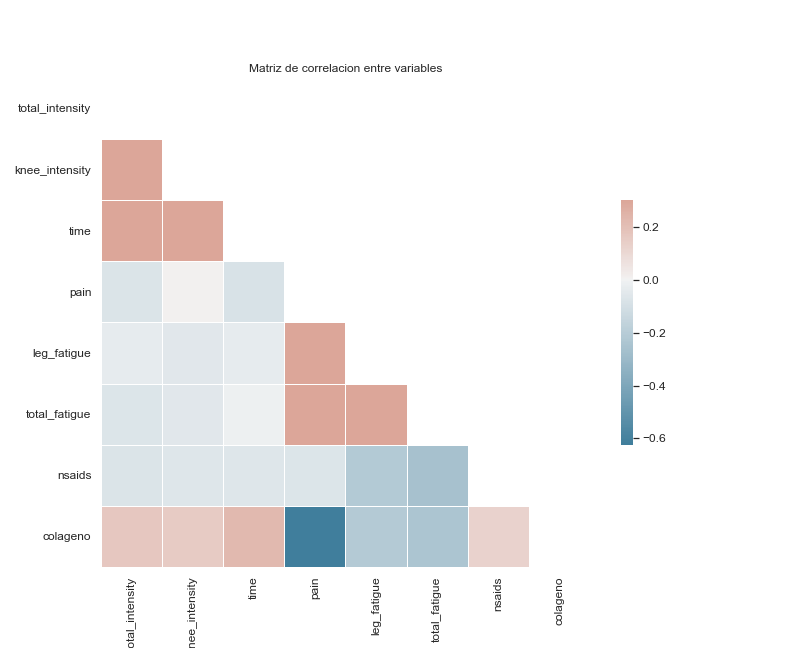 Matriz de correlacion entre variables
total_intensity
knee_intensity
time
pain
leg_fatigue
total_fatigue
nsaids
colageno
0.2
0.0
−0.2
−0.4
−0.6
otal_intensity
nee_intensity
time
pain
leg_fatigue
total_fatigue
nsaids
colageno